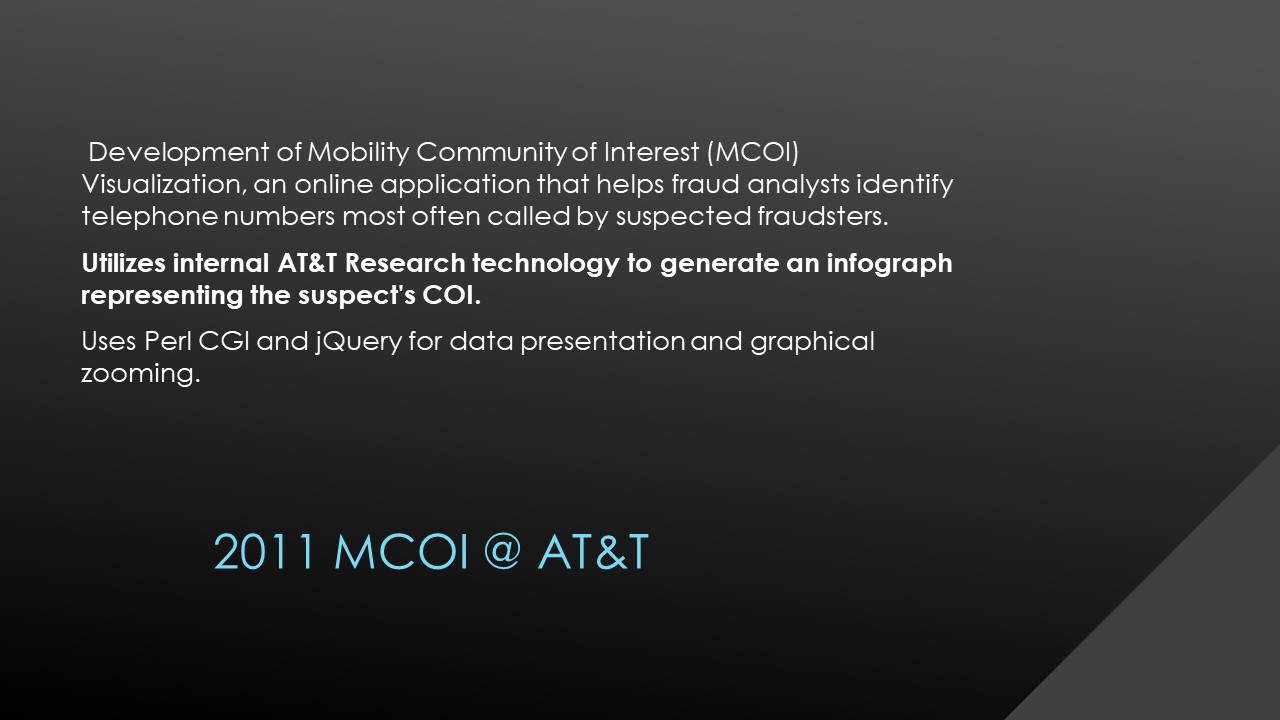 Development of Mobility Community of Interest (MCOI)
Visualization, an online application that helps fraud analysts identify
telephone numbers most often called by suspected fraudsters.
Utilizes internal AT&T Research technology to generate an infograph
representing the suspect's COI.
Uses Perl CGI and jQuery for data presentation and graphical
zooming.
2011 MCOI @ AT&T